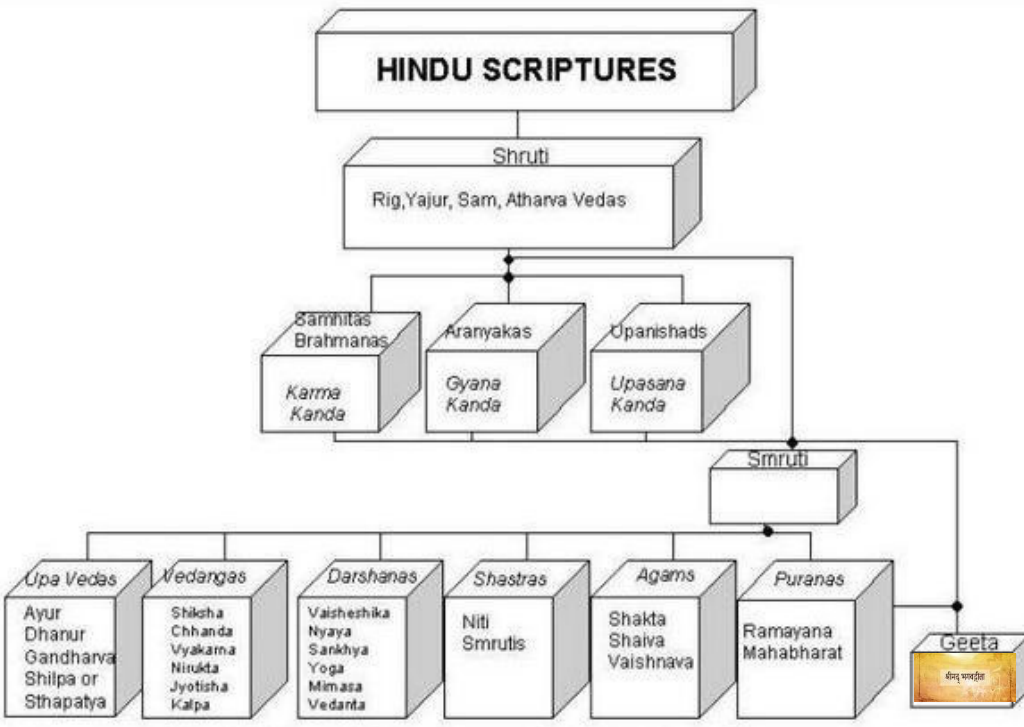 HINDU SCRIPTURES
Shruti
Rig,Yajur, Sam, Atharva Vedas
Samhitas
Brahmanas
Karma
Kanda
Aranyakas
Gyana
Kanda
Upanishads
Upasana
Kanda
Smruti
Upa Vedas
Ayur
Dhanur
Gandharva
Shilpa or
Sthapatya
Vedangas
Shiksha
Chhanda
Vyakarna
Nirukta
Jyotisha
Kalpa
Darshanas
Vaisheshika
Nyaya
Sankhya
Yoga
Mimasa
Vedanta
Shastras
Niti
Smrutis
Agams
Shakta
Shaiva
Vaishnava
Puranas
Ramayana
Mahabharat
Geeta
श्रीमद् भगवद्गीता